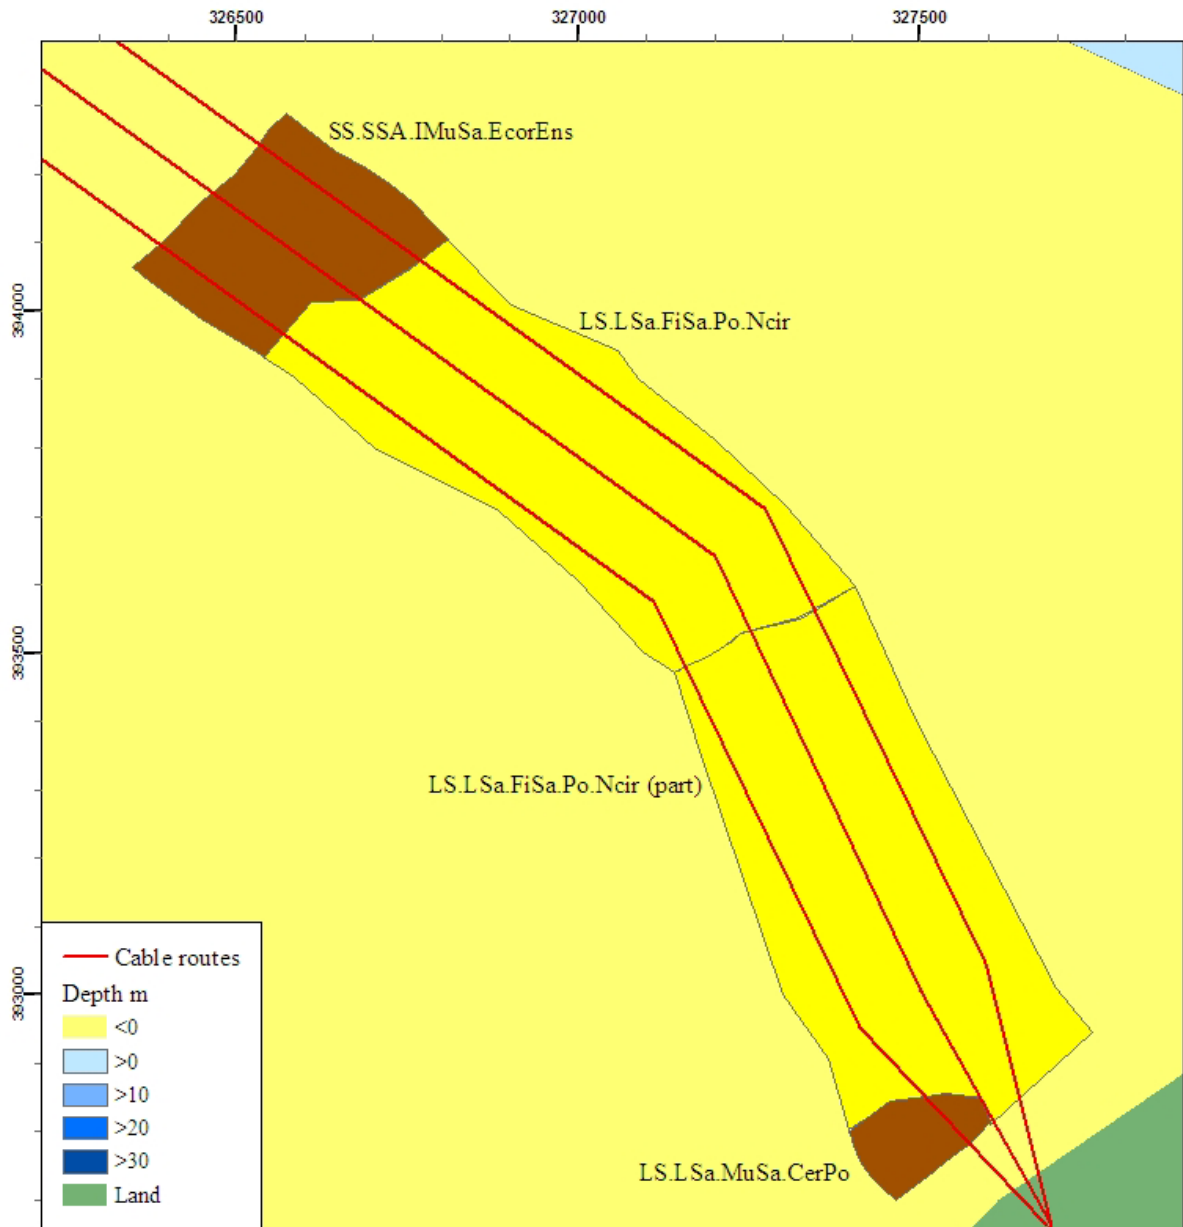 326500 327000 327500
SS.SSA.IMuSa.EcorEns
394000
LS.LSa.FiSa.Po.Ncir
393500
LS.LSa.FiSa.Po.Ncir (part)
393000
LS.LSa.MuSa.CerPo
Cable routes
Depth m
<0
>0
>10
>20
>30
Land